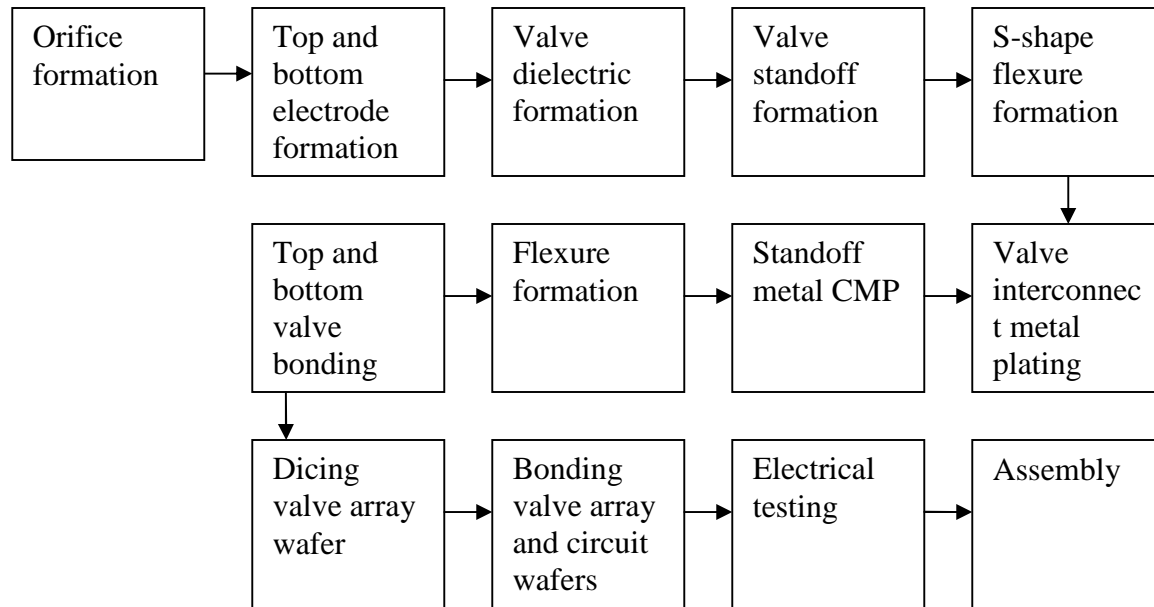 Orifice
formation
Top and
bottom
electrode
formation
Valve
dielectric
formation
Valve
standoff
formation
S-shape
flexure
formation
Top and
bottom
valve
bonding
Flexure
formation
Standoff
metal CMP
Valve
interconnec
t metal
plating
Dicing
valve array
wafer
Bonding
valve array
and circuit
wafers
Electrical
testing
Assembly